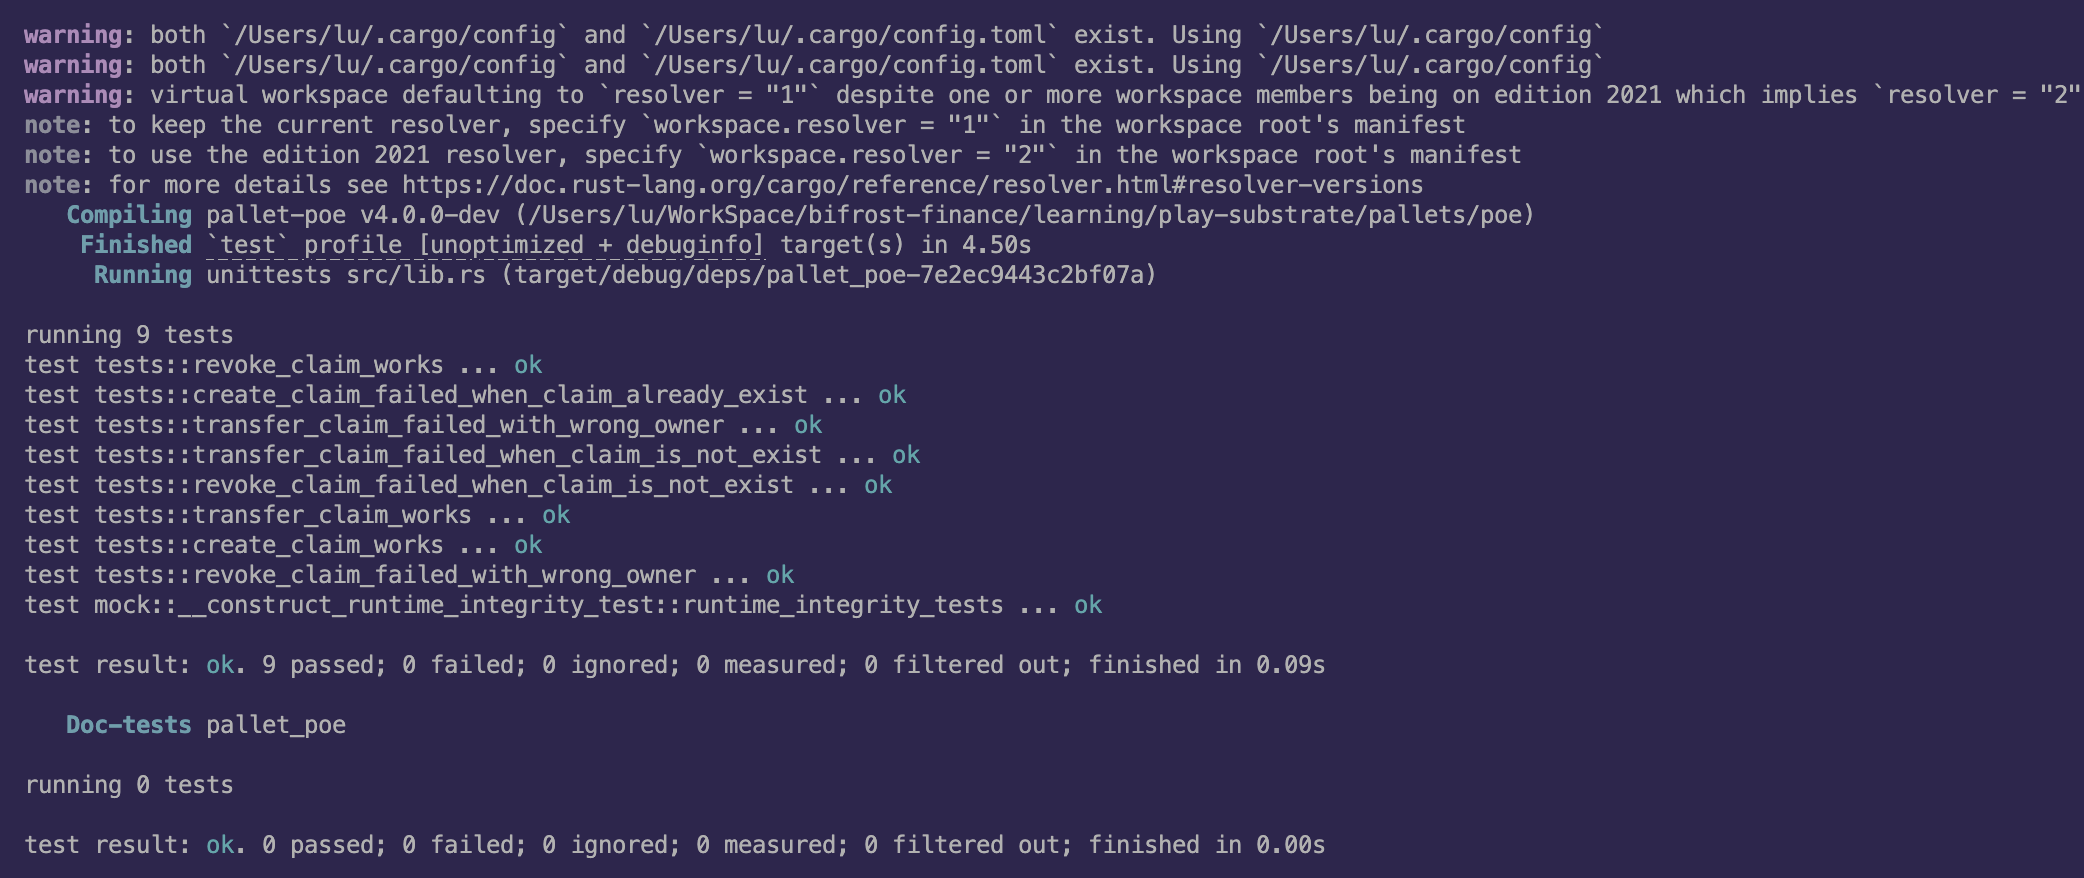 warning: both `/Users/lu/.cargo/config` and `/Users/lu/.cargo/config.toml` exist. Using `/Users/lu/.cargo/config`
warning: both `/Users/lu/.cargo/config` and `/Users/lu/.cargo/config.toml` exist. Using `/Users/lu/.cargo/config`
warning: virtual workspace defaulting to `resolver = "1"` despite one or more workspace members being on edition 2021 which implies `resolver = "2"
note: to keep the current resolver, specify `workspace.resolver = "1"` in the workspace root's manifest
note: to use the edition 2021 resolver, specify `workspace.resolver = "2"` in the workspace root's manifest
note: for more details see https://doc.rust-lang.org/cargo/reference/resolver.html#resolver-versions
   Compiling pallet-poe v4.0.0-dev (/Users/lu/WorkSpace/bifrost-finance/learning/play-substrate/pallets/poe)
    Finished `test` profile [unoptimized + debuginfo] target(s) in 4.50s
     Running unittests src/lib.rs (target/debug/deps/pallet_poe-7e2ec9443c2bf07a)

running 9 tests
test tests::revoke_claim_works ... ok
test tests::create_claim_failed_when_claim_already_exist ... ok
test tests::transfer_claim_failed_with_wrong_owner ... ok
test tests::transfer_claim_failed_when_claim_is_not_exist ... ok
test tests::revoke_claim_failed_when_claim_is_not_exist ... ok
test tests::transfer_claim_works ... ok
test tests::create_claim_works ... ok
test tests::revoke_claim_failed_with_wrong_owner ... ok
test mock::__construct_runtime_integrity_test::runtime_integrity_tests ... ok

test result: ok. 9 passed; 0 failed; 0 ignored; 0 measured; 0 filtered out; finished in 0.09s

   Doc-tests pallet_poe

running 0 tests

test result: ok. 0 passed; 0 failed; 0 ignored; 0 measured; 0 filtered out; finished in 0.00s